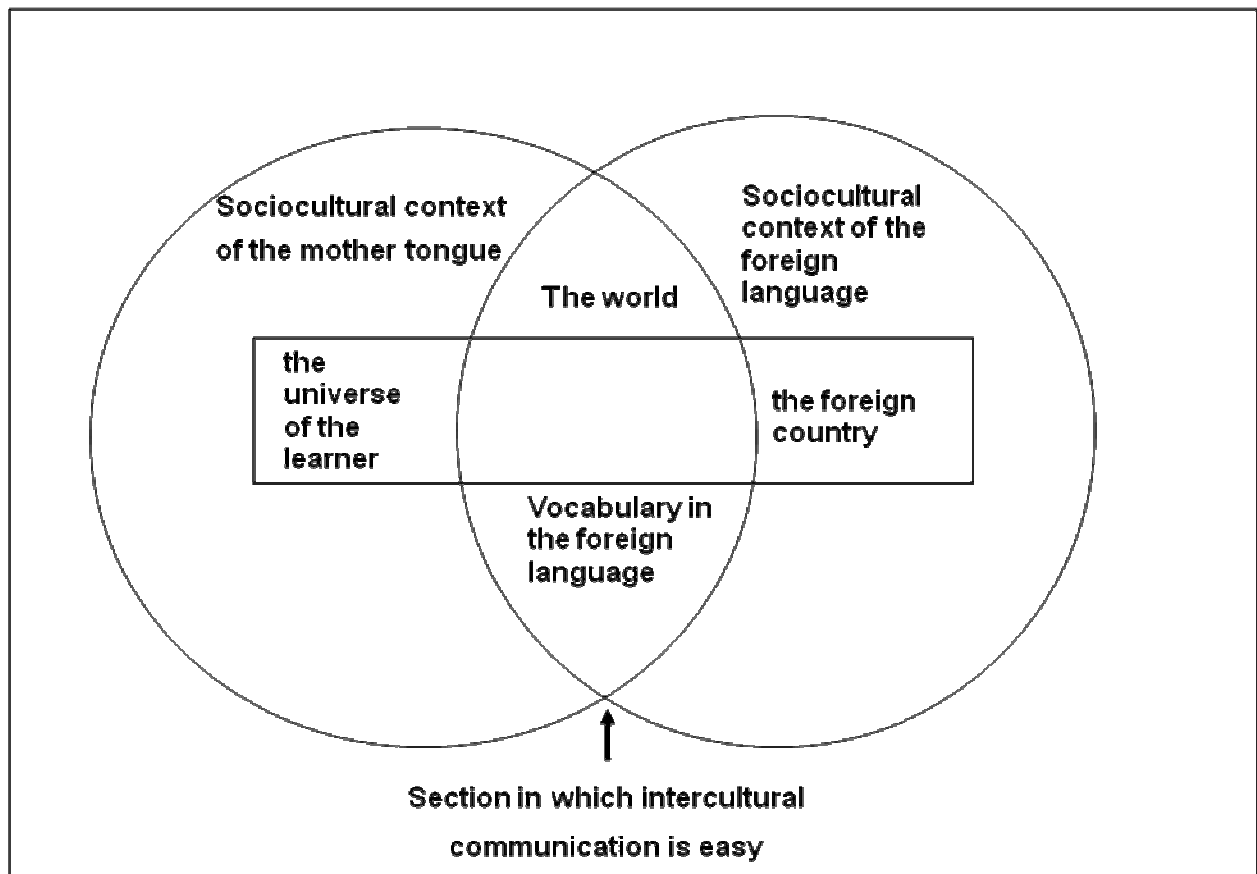 Sociocultural context
of the mother tongue
Sociocultural
context of the
foreign
language
The world
the
universe
of the
learner
the foreign
country
Vocabulary in
the foreign
language
Section in which intercultural
communication is easy